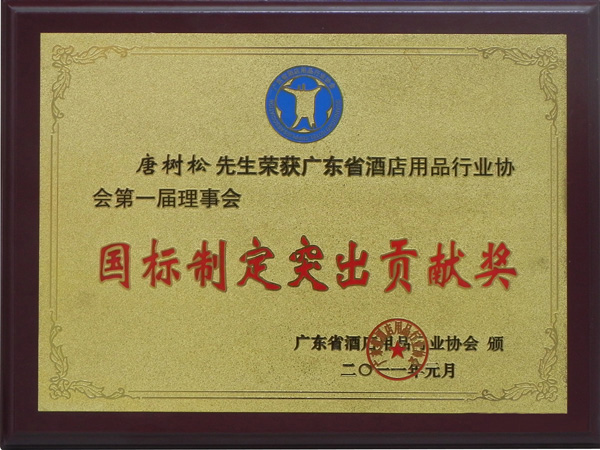 唐树松先生荣获广东省酒店用品行业协
会第一届理事会
国标制定突出贡献奖
广东省酒店用品行业协会 颁
二〇一一年元月